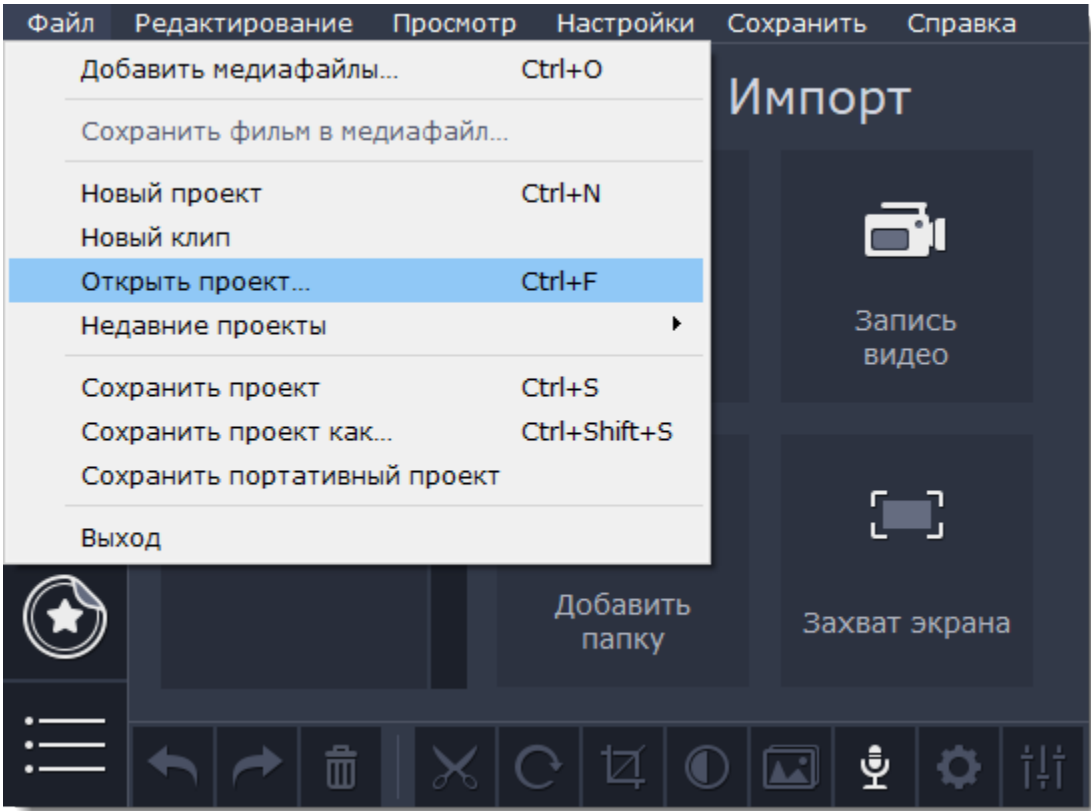 Файл Редактирование Просмотр Настройки Сохранить Справка
Добавить медиафайлы... Ctrl+O
Сохранить фильм в медиафайл...
Новый проект Ctrl+N
Новый клип
Открыть проект... Ctrl+F
Недавние проекты
Сохранить проект Ctrl+S
Сохранить проект как... Ctrl+Shift+S
Сохранить портативный проект
Выход
Импорт
Запись
видео
Добавить
папку
Захват экрана